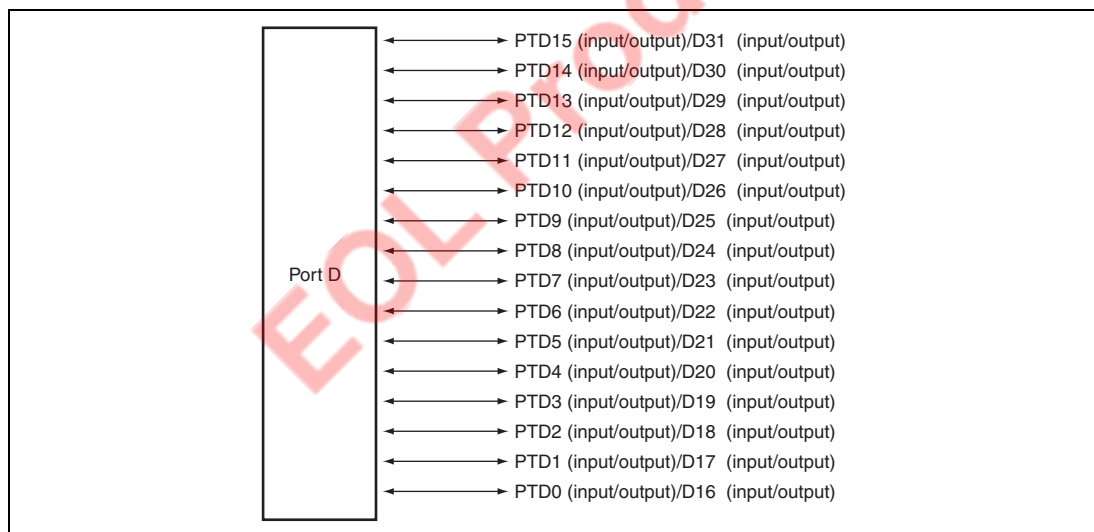 EOL Prod
PTD15 (input/output)/D31 (input/output)
PTD14 (input/output)/D30 (input/output)
PTD13 (input/output)/D29 (input/output)
PTD12 (input/output)/D28 (input/output)
PTD11 (input/output)/D27 (input/output)
PTD10 (input/output)/D26 (input/output)
PTD9 (input/output)/D25 (input/output)
PTD8 (input/output)/D24 (input/output)
Port D
PTD7 (input/output)/D23 (input/output)
PTD6 (input/output)/D22 (input/output)
PTD5 (input/output)/D21 (input/output)
PTD4 (input/output)/D20 (input/output)
PTD3 (input/output)/D19 (input/output)
PTD2 (input/output)/D18 (input/output)
PTD1 (input/output)/D17 (input/output)
PTD0 (input/output)/D16 (input/output)